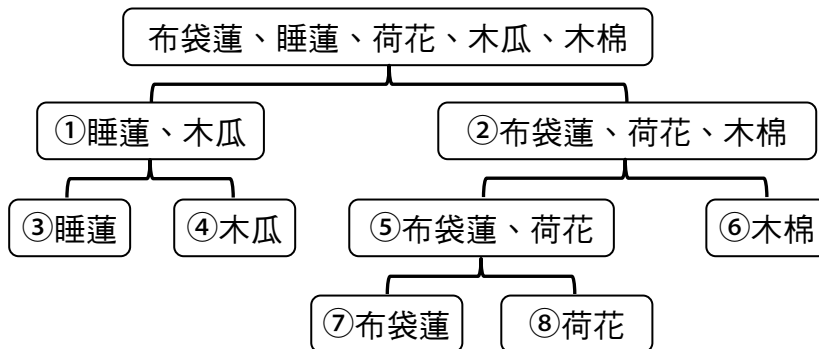 布袋蓮、睡蓮、荷花、木瓜、木棉
①睡蓮、木瓜
②布袋蓮、荷花、木棉
③睡蓮
④木瓜
⑤布袋蓮、荷花
⑥木棉
⑦布袋蓮
⑧荷花